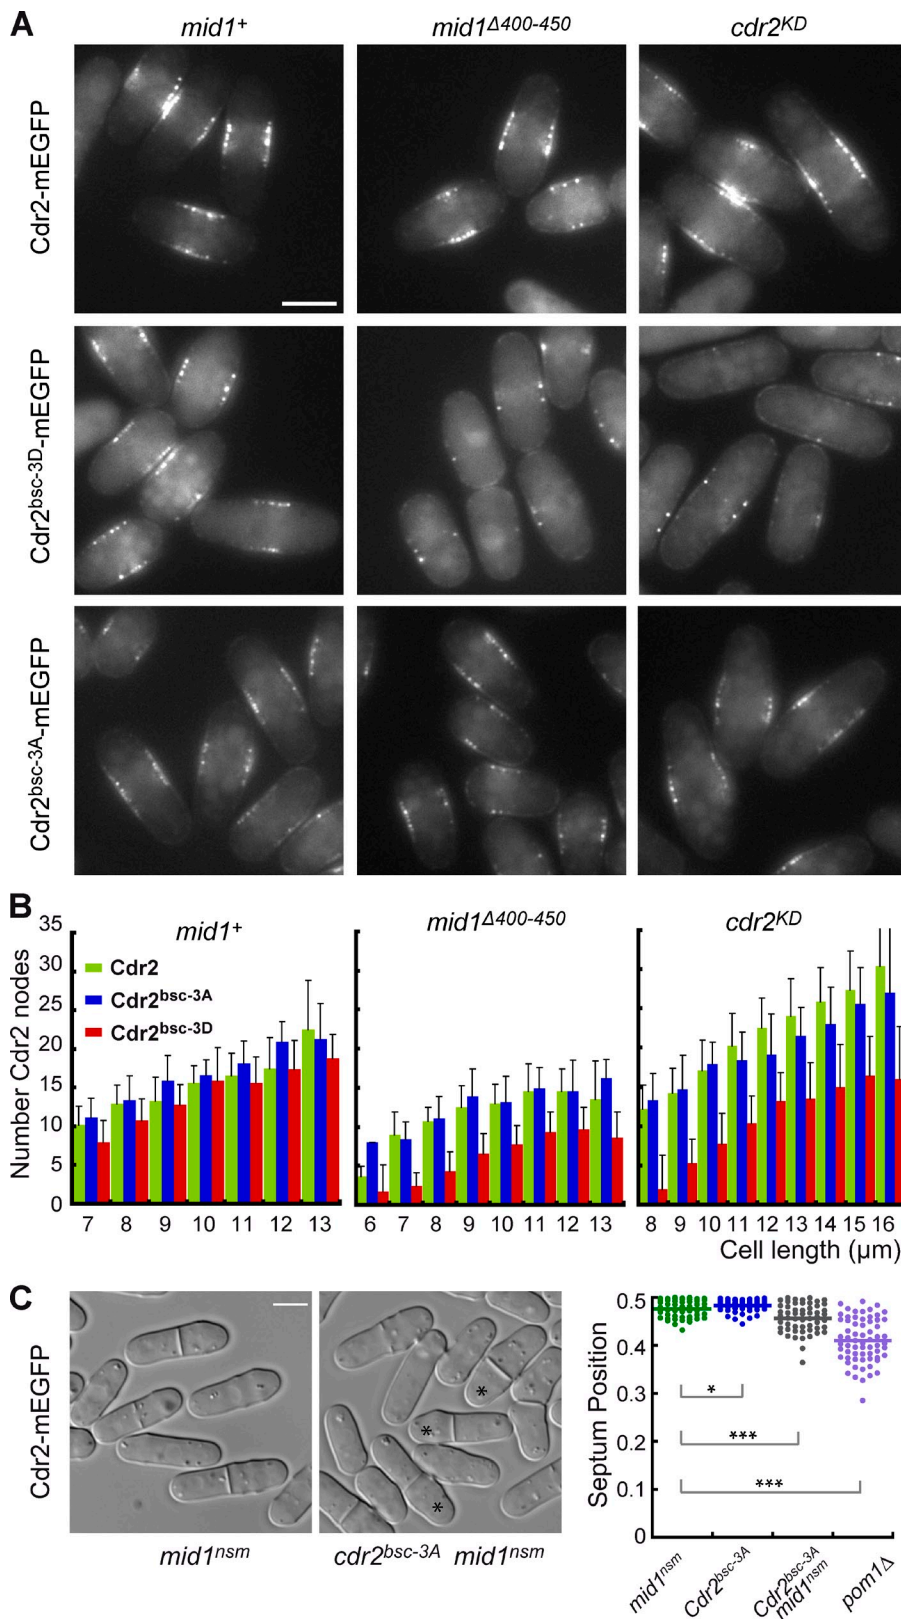 A
mid1+ mid1Δ400-450 cdr2KD
Cdr2-mEGFP
Cdr2bsc-3D-mEGFP
Cdr2bsc-3A-mEGFP
B
mid1+ mid1Δ400-450 cdr2KD
Number Cdr2 nodes
35
30
25
20
15
10
5
0
Cdr2
Cdr2bsc-3A
Cdr2bsc-3D
7 8 9 10 11 12 13
6 7 8 9 10 11 12 13
8 9 10 11 12 13 14 15 16
Cell length (µm)
C
Cdr2-mEGFP
* * *
mid1nsm
cdr2bsc-3A mid1nsm
Septum Position
0.5
0.4
0.3
0.2
0.1
0
*
***
***
mid1nsm
Cdr2bsc-3A
Cdr2bsc-3A
mid1nsm
pom1Δ